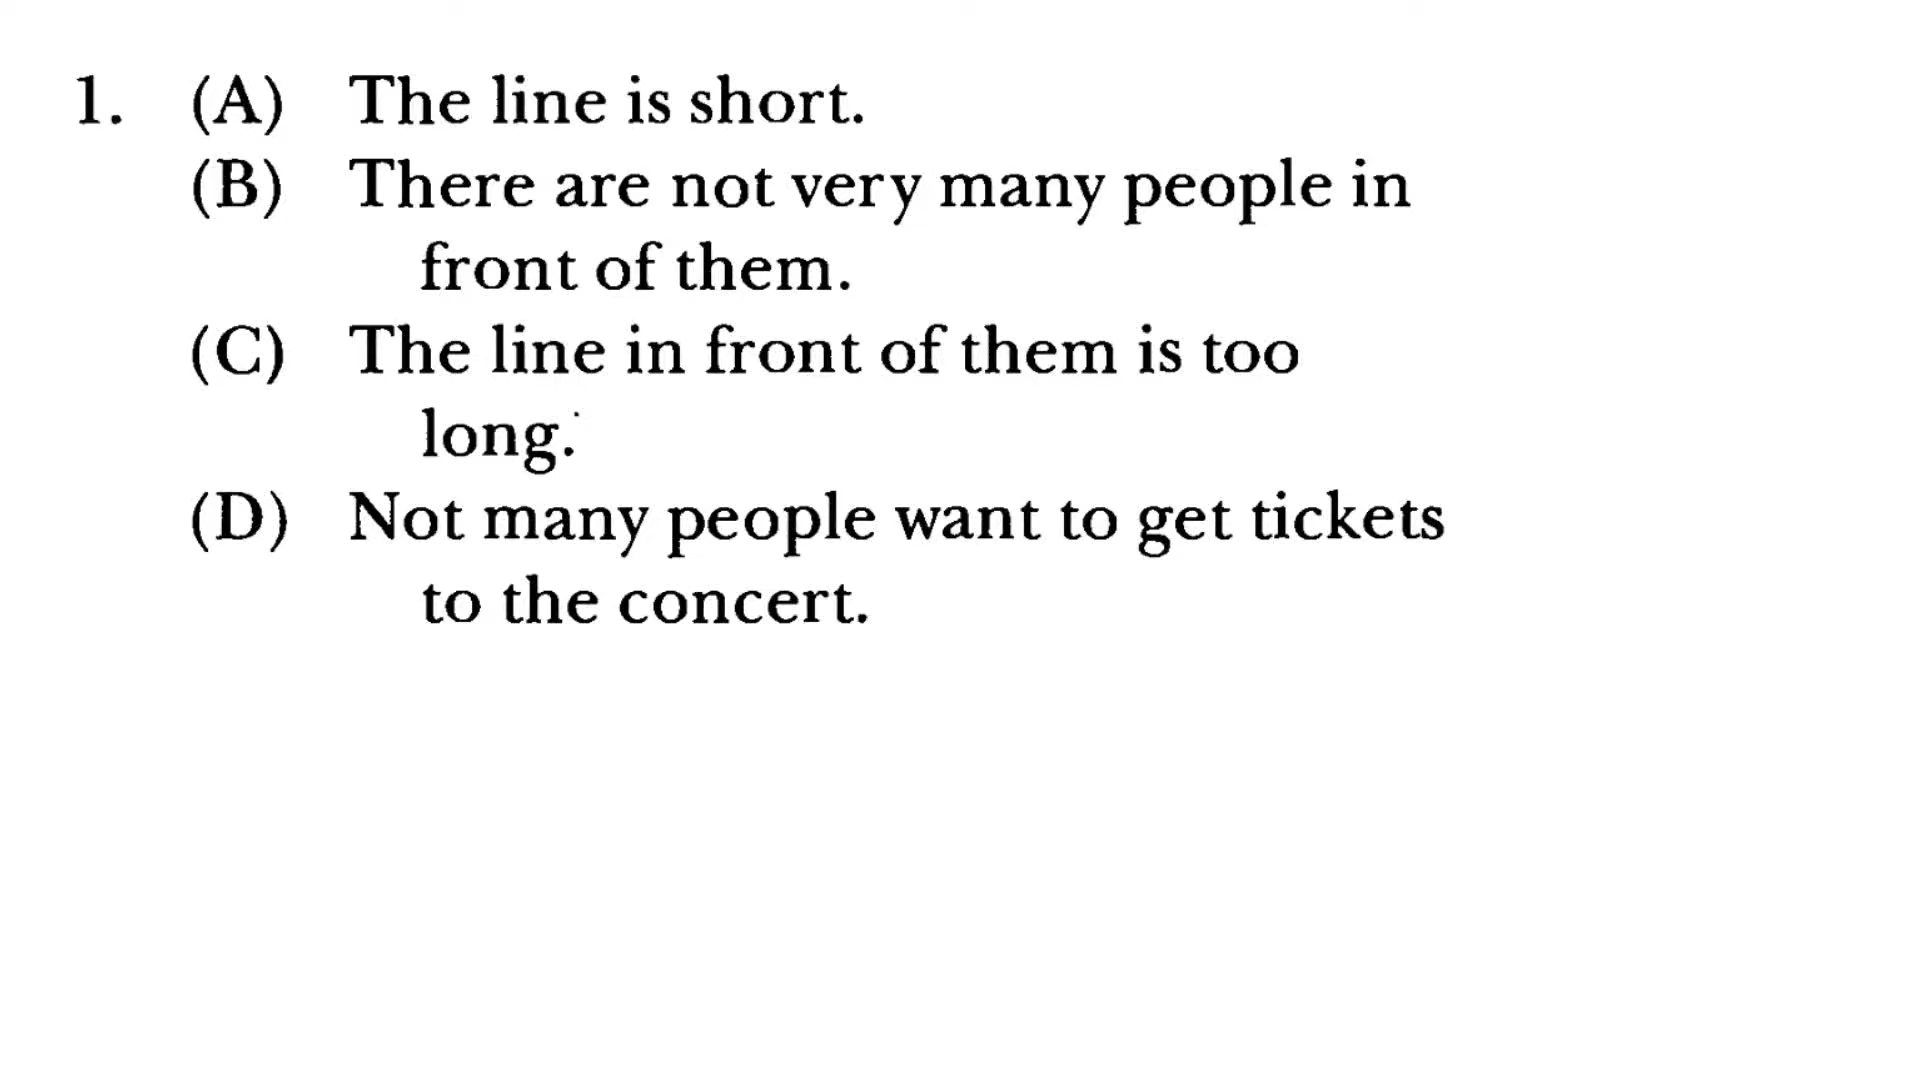 1. (A) The line is short.
(B) There are not very many people in
front of them.
(C) The line in front of them is too
long.
(D) Not many people want to get tickets
to the concert.